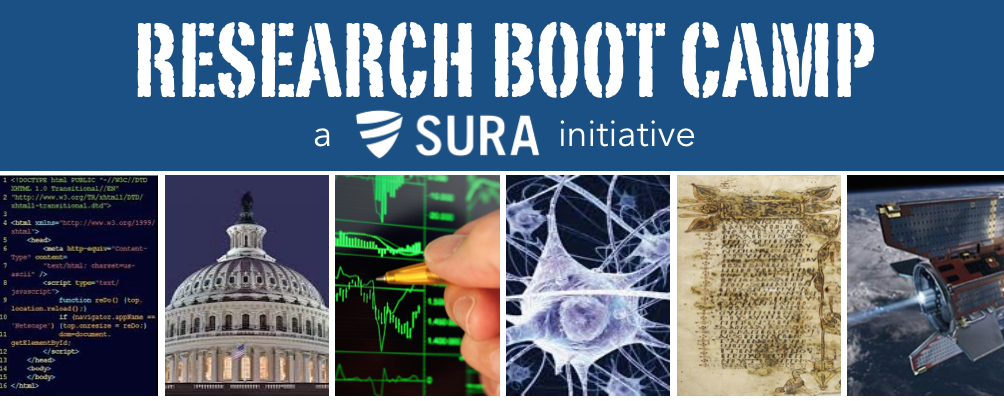 RESEARCH BOOT CAMP
a SURA initiative
1 <!DOCTYPE html PUBLIC "-//W3C//DTD
XHTML 1.0 Transitional//EN"
2 "http://www.w3.org/TR/xhtml1/DTD/
xhtml1-transitional.dtd">
3
4 <html xmlns="http://www.w3.org/1999/
xhtml">
5 <head>
6 <meta http-equiv="Content-
Type" content=
7 "text/html; charset=us-
ascii" />
8 <script type="text/
javascript">
9 function reDo() {top.
location.reload();}
10 if (navigator.appName ==
'Netscape') {top.onresize = reDo;}
11 dom=document.
getElementById;
12 </script>
13 </head>
14 <body>
15 </body>
16 </html>